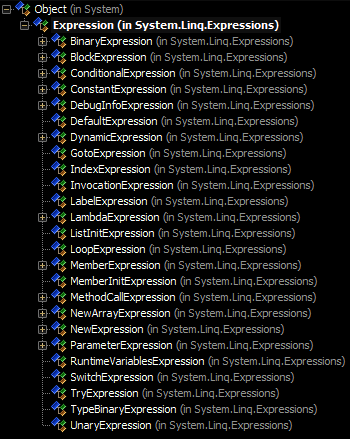 Object (in System)
Expression (in System.Linq.Expressions)
BinaryExpression (in System.Linq.Expressions)
BlockExpression (in System.Linq.Expressions)
ConditionalExpression (in System.Linq.Expressions)
ConstantExpression (in System.Linq.Expressions)
DebugInfoExpression (in System.Linq.Expressions)
DefaultExpression (in System.Linq.Expressions)
DynamicExpression (in System.Linq.Expressions)
GotoExpression (in System.Linq.Expressions)
IndexExpression (in System.Linq.Expressions)
InvocationExpression (in System.Linq.Expressions)
LabelExpression (in System.Linq.Expressions)
LambdaExpression (in System.Linq.Expressions)
ListInitExpression (in System.Linq.Expressions)
LoopExpression (in System.Linq.Expressions)
MemberExpression (in System.Linq.Expressions)
MemberInitExpression (in System.Linq.Expressions)
MethodCallExpression (in System.Linq.Expressions)
NewArrayExpression (in System.Linq.Expressions)
NewExpression (in System.Linq.Expressions)
ParameterExpression (in System.Linq.Expressions)
RuntimeVariablesExpression (in System.Linq.Expressions)
SwitchExpression (in System.Linq.Expressions)
TryExpression (in System.Linq.Expressions)
TypeBinaryExpression (in System.Linq.Expressions)
UnaryExpression (in System.Linq.Expressions)